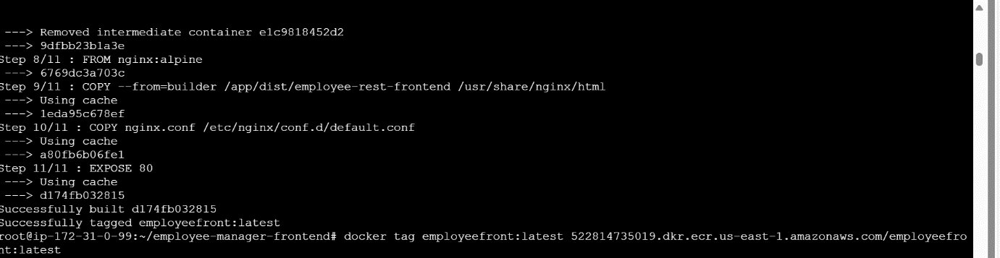 ---> Removed intermediate container e1c9818452d2
---> 9dfbb23b1a3e
Step 8/11 : FROM nginx:alpine
---> 6769dc3a703c
Step 9/11 : COPY --from=builder /app/dist/employee-rest-frontend /usr/share/nginx/html
---> Using cache
---> 1eda95c678ef
Step 10/11 : COPY nginx.conf /etc/nginx/conf.d/default.conf
---> Using cache
---> a80fb6b06fe1
Step 11/11 : EXPOSE 80
---> Using cache
---> d174fb032815
Successfully built d174fb032815
Successfully tagged employeefront:latest
root@ip-172-31-0-99:~/employee-manager-frontend# docker tag employeefront:latest 522814735019.dkr.ecr.us-east-1.amazonaws.com/employeefro
nt:latest